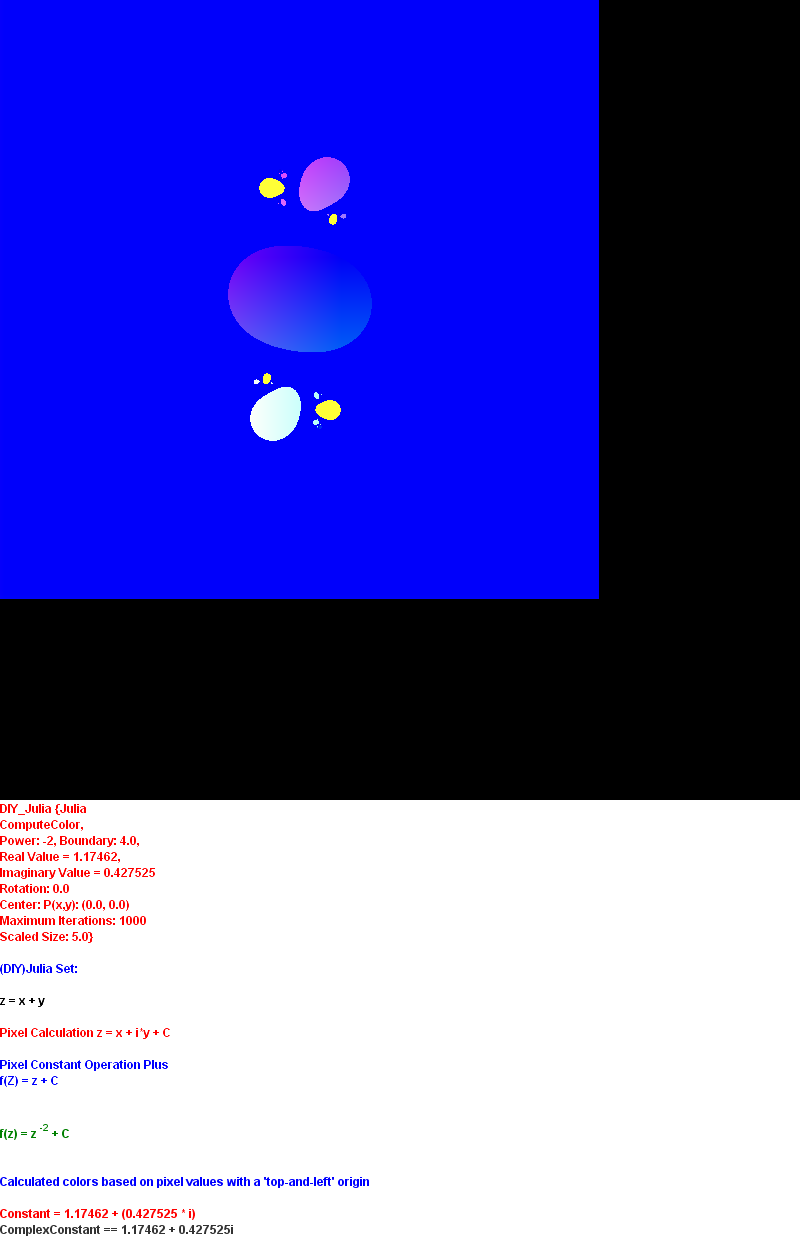 DIY_Julia {Julia
ComputeColor,
Power: -2, Boundary: 4.0,
Real Value = 1.17462,
Imaginary Value = 0.427525
Rotation: 0.0
Center: P(x,y): (0.0, 0.0)
Maximum Iterations: 1000
Scaled Size: 5.0}
(DIY)Julia Set:
z = x + y
Pixel Calculation z = x + i*y + C
Pixel Constant Operation Plus
f(Z) = z + C
f(z) = z -2 + C
Calculated colors based on pixel values with a 'top-and-left' origin
Constant = 1.17462 + (0.427525 * i)
ComplexConstant == 1.17462 + 0.427525i